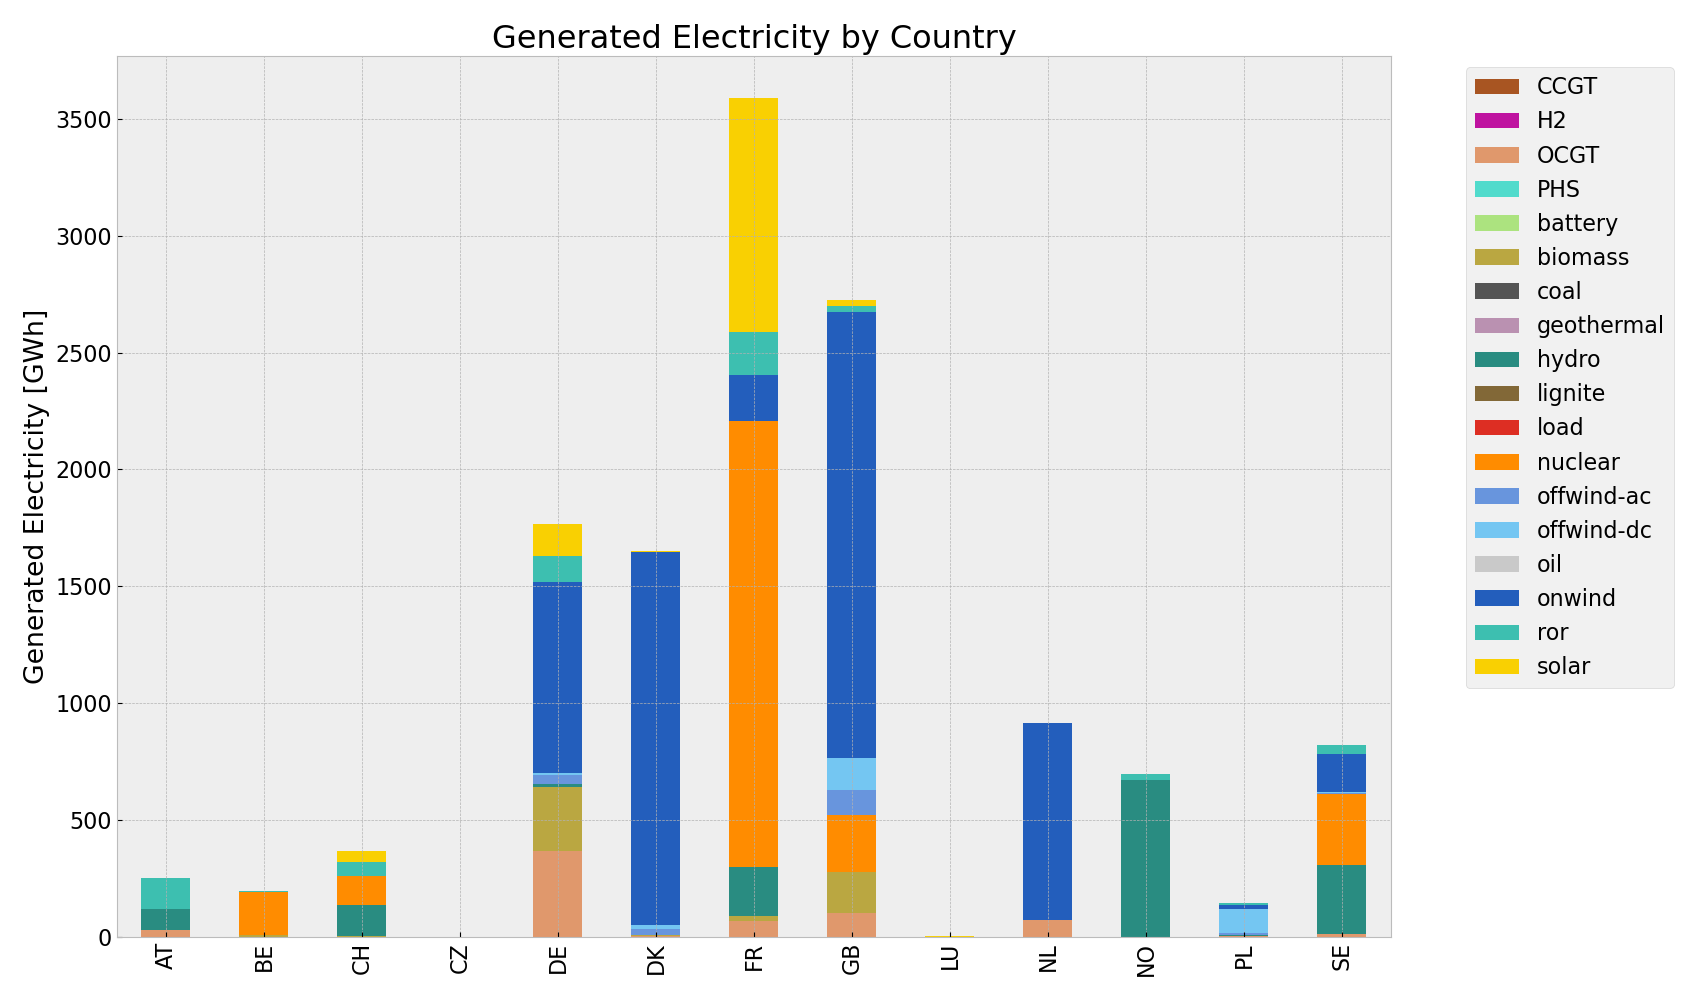 Generated Electricity by Country
Generated Electricity [GWh]
3500
3000
2500
2000
1500
1000
500
0
AT
BE
CH
CZ
DE
DK
FR
GB
LU
NL
NO
PL
SE
CCGT
H2
OCGT
PHS
battery
biomass
coal
geothermal
hydro
lignite
load
nuclear
offwind-ac
offwind-dc
oil
onwind
ror
solar